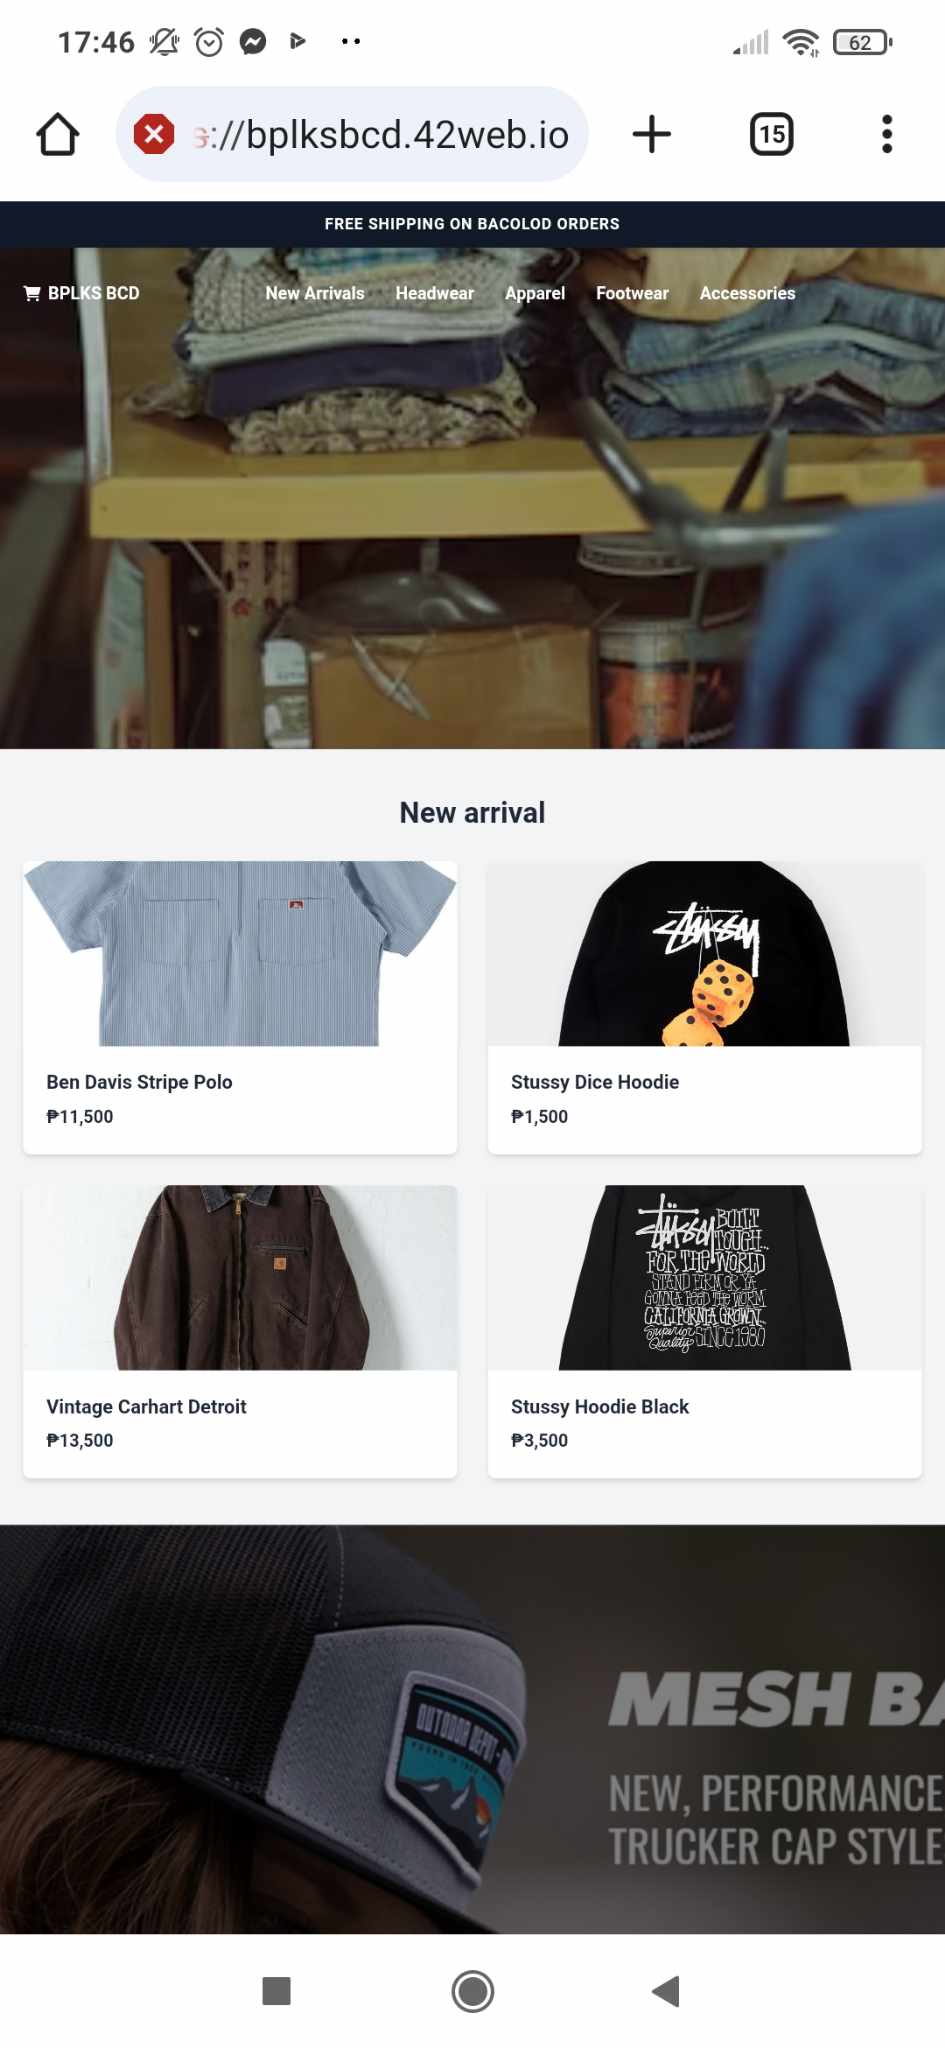 17:46
62
s://bplksbcd.42web.io
15
FREE SHIPPING ON BACOLOD ORDERS
BPLKS BCD
New Arrivals
Headwear
Apparel
Footwear
Accessories
New arrival
STÜSSY
Ben Davis Stripe Polo
₱11,500
Stussy Dice Hoodie
₱1,500
STÜSSY BUILT
TOUGH...
FOR THE WORLD
STAND FIRM OR YA
GONNA FEED THE WORM
CALIFORNIA GROWN...
Superior
Quality SINCE 1980
Vintage Carhart Detroit
₱13,500
Stussy Hoodie Black
₱3,500
OUTDOOR DEPOT
MESH BA
NEW, PERFORMANCE
TRUCKER CAP STYLE